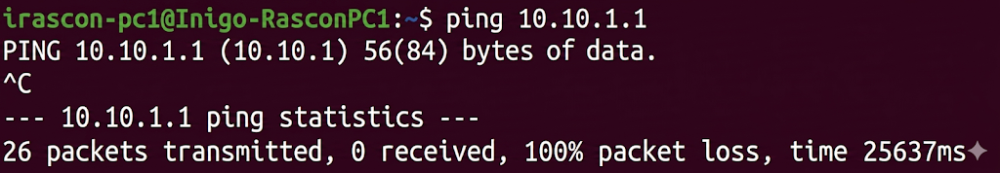 irascon-pc1@Inigo-RasconPC1:~$ ping 10.10.1.1
PING 10.10.1.1 (10.10.1) 56(84) bytes of data.
^C
--- 10.10.1.1 ping statistics ---
26 packets transmitted, 0 received, 100% packet loss, time 25637ms